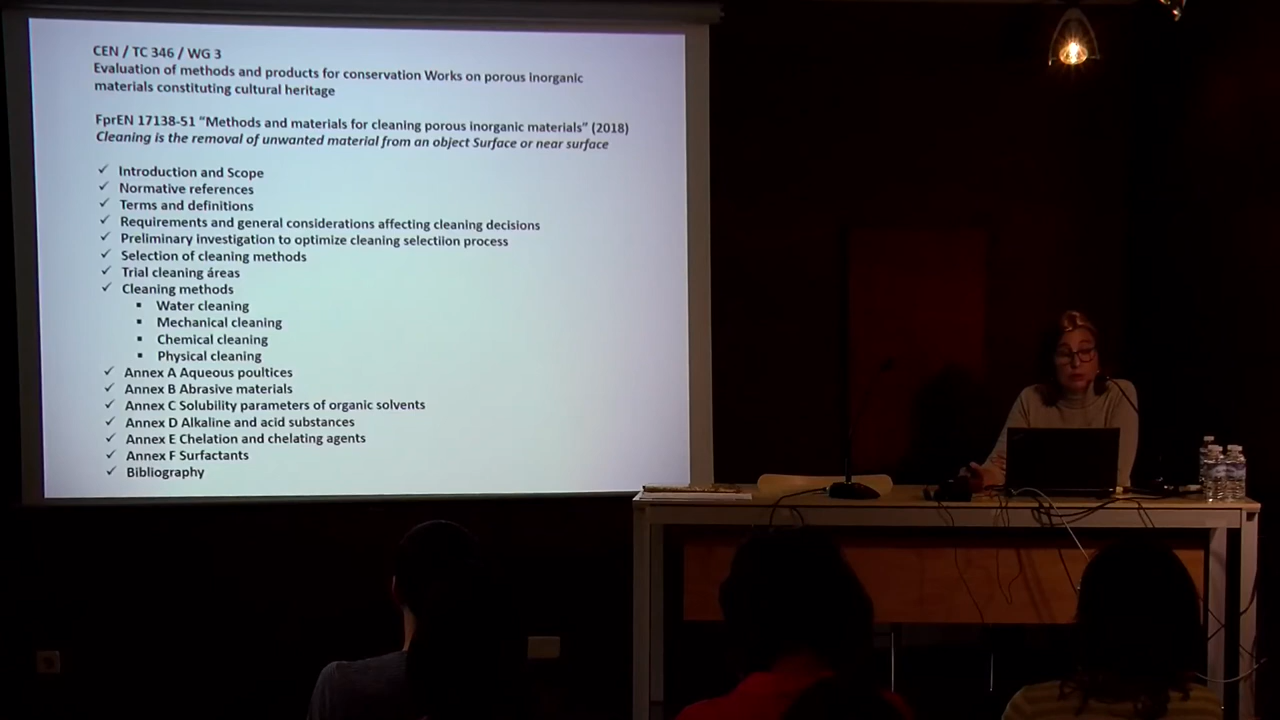 CEN / TC 346 / WG 3
Evaluation of methods and products for conservation Works on porous inorganic
materials constituting cultural heritage
FprEN 17138-51 “Methods and materials for cleaning porous inorganic materials” (2018)
Cleaning is the removal of unwanted material from an object Surface or near surface
✓ Introduction and Scope
✓ Normative references
✓ Terms and definitions
✓ Requirements and general considerations affecting cleaning decisions
✓ Preliminary investigation to optimize cleaning selectiion process
✓ Selection of cleaning methods
✓ Trial cleaning áreas
✓ Cleaning methods
▪ Water cleaning
▪ Mechanical cleaning
▪ Chemical cleaning
▪ Physical cleaning
✓ Annex A Aqueous poultices
✓ Annex B Abrasive materials
✓ Annex C Solubility parameters of organic solvents
✓ Annex D Alkaline and acid substances
✓ Annex E Chelation and chelating agents
✓ Annex F Surfactants
✓ Bibliography